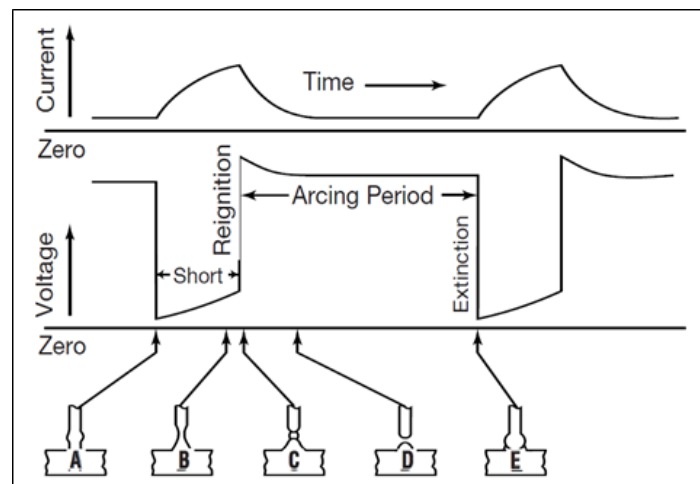 Current
Time
Zero
Reignition
Arcing Period
Voltage
Short
Extinction
Zero
A
B
C
D
E